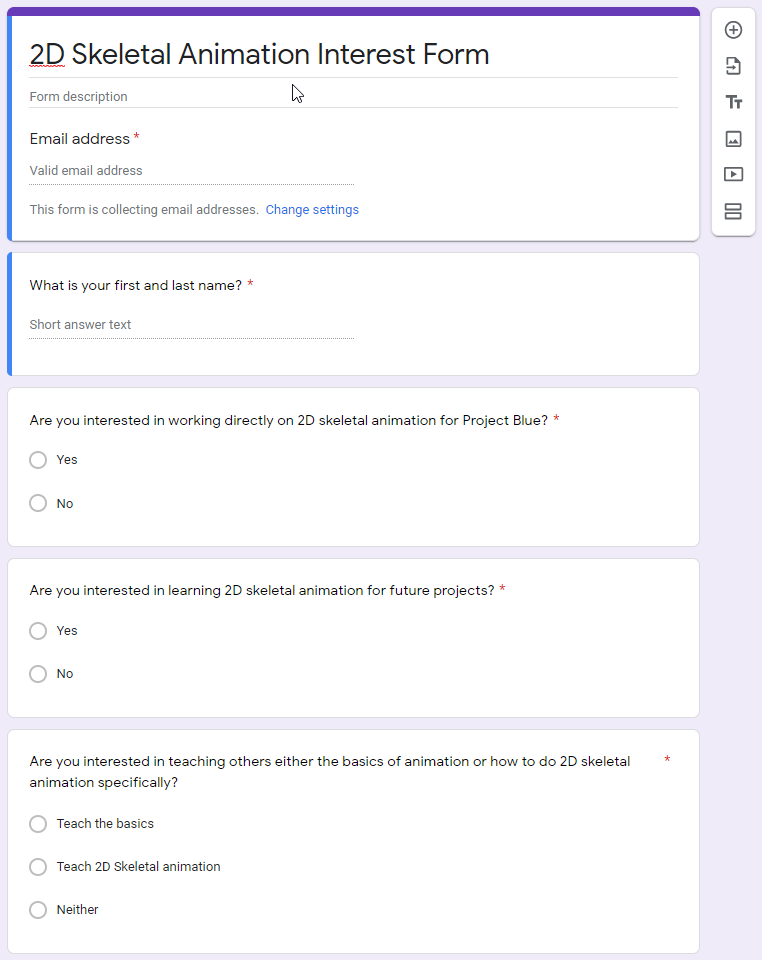 2D Skeletal Animation Interest Form
Form description
Email address *
Valid email address
This form is collecting email addresses. Change settings
What is your first and last name? *
Short answer text
Are you interested in working directly on 2D skeletal animation for Project Blue? *
Yes
No
Are you interested in learning 2D skeletal animation for future projects? *
Yes
No
Are you interested in teaching others either the basics of animation or how to do 2D skeletal *
animation specifically?
Teach the basics
Teach 2D Skeletal animation
Neither